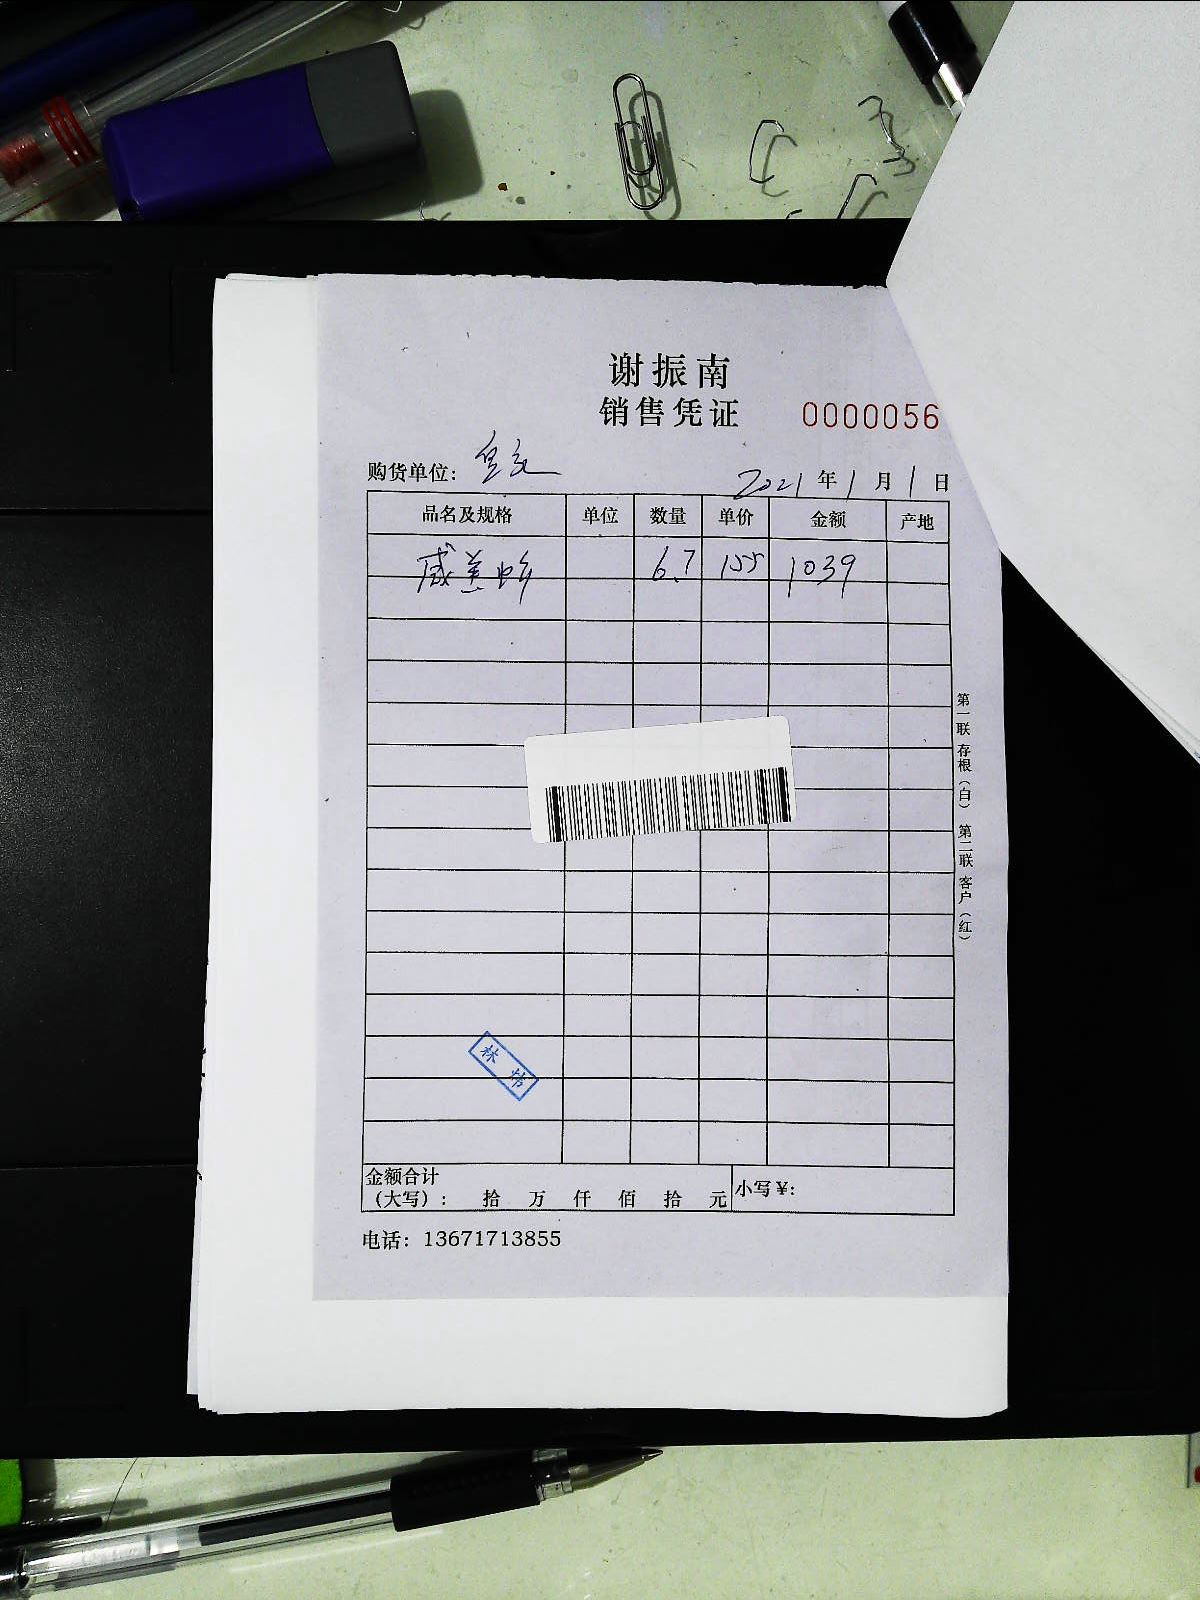 谢振南
销售凭证
0000056
购货单位：
2021 年 1 月 1 日
品名及规格 单位 数量 单价 金额 产地
6.7 155 1039
第一联 存根（白） 第二联 客户（红）
林 炜
金额合计
（大写）： 拾 万 仟 佰 拾 元 小写￥:
电话：13671713855